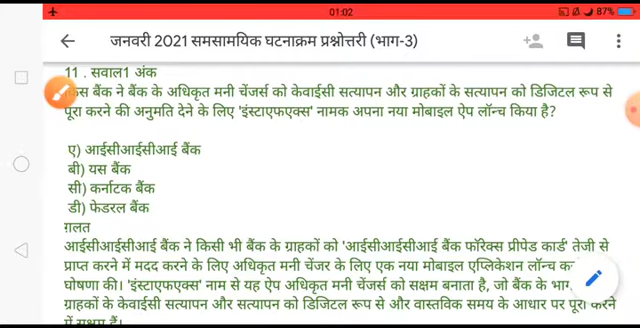 01:02
87%
जनवरी 2021 समसामयिक घटनाक्रम प्रश्नोत्तरी (भाग-3)
11 . सवाल1 अंक
बैंक ने बैंक के अधिकृत मनी चेंजर्स को केवाईसी सत्यापन और ग्राहकों के सत्यापन को डिजिटल रूप से
पूरा करने की अनुमति देने के लिए 'इंस्टाएफएक्स' नामक अपना नया मोबाइल ऐप लॉन्च किया है?
ए) आईसीआईसीआई बैंक
बी) यस बैंक
सी) कर्नाटक बैंक
डी) फेडरल बैंक
ग़लत
आईसीआईसीआई बैंक ने किसी भी बैंक के ग्राहकों को 'आईसीआईसीआई बैंक फॉरेक्स प्रीपेड कार्ड' तेजी से
प्राप्त करने में मदद करने के लिए अधिकृत मनी चेंजर के लिए एक नया मोबाइल एप्लिकेशन लॉन्च
घोषणा की। 'इंस्टाएफएक्स' नाम से यह ऐप अधिकृत मनी चेंजर्स को सक्षम बनाता है, जो बैंक के
ग्राहकों के केवाईसी सत्यापन और सत्यापन को डिजिटल रूप से और वास्तविक समय के आधार पर पूरा करने
में सक्षम हैं।